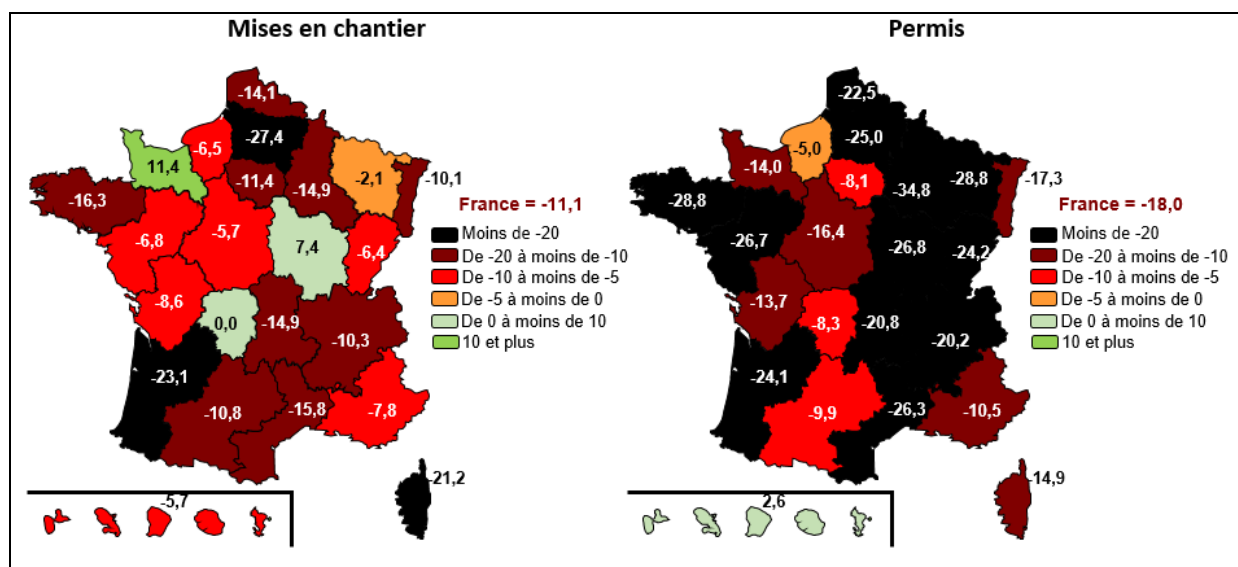 Mises en chantier
-14,1
-27,4
-6,5
11,4
-11,4
-14,9
-2,1
-10,1
-16,3
-6,8
-5,7
7,4
-6,4
-8,6
0,0
-14,9
-10,3
-23,1
-10,8
-15,8
-7,8
-21,2
-5,7
France = -11,1
Moins de -20
De -20 à moins de -10
De -10 à moins de -5
De -5 à moins de 0
De 0 à moins de 10
10 et plus
Permis
-22,5
-25,0
-5,0
-14,0
-8,1
-34,8
-28,8
-17,3
-28,8
-26,7
-16,4
-26,8
-24,2
-13,7
-8,3
-20,8
-20,2
-24,1
-9,9
-26,3
-10,5
-14,9
2,6
France = -18,0
Moins de -20
De -20 à moins de -10
De -10 à moins de -5
De -5 à moins de 0
De 0 à moins de 10
10 et plus